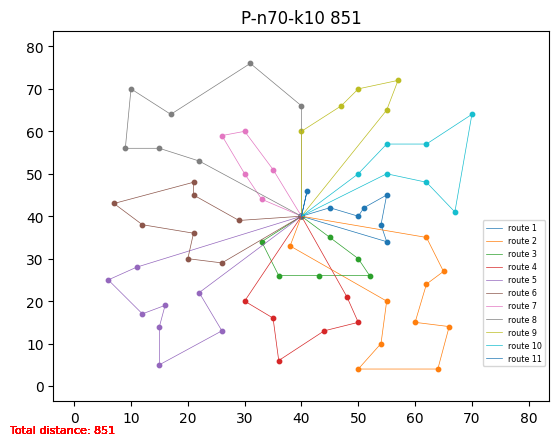 P-n70-k10 851
80
70
60
50
40
30
20
10
0
0 10 20 30 40 50 60 70 80
route 1
route 2
route 3
route 4
route 5
route 6
route 7
route 8
route 9
route 10
route 11
Total distance: 851